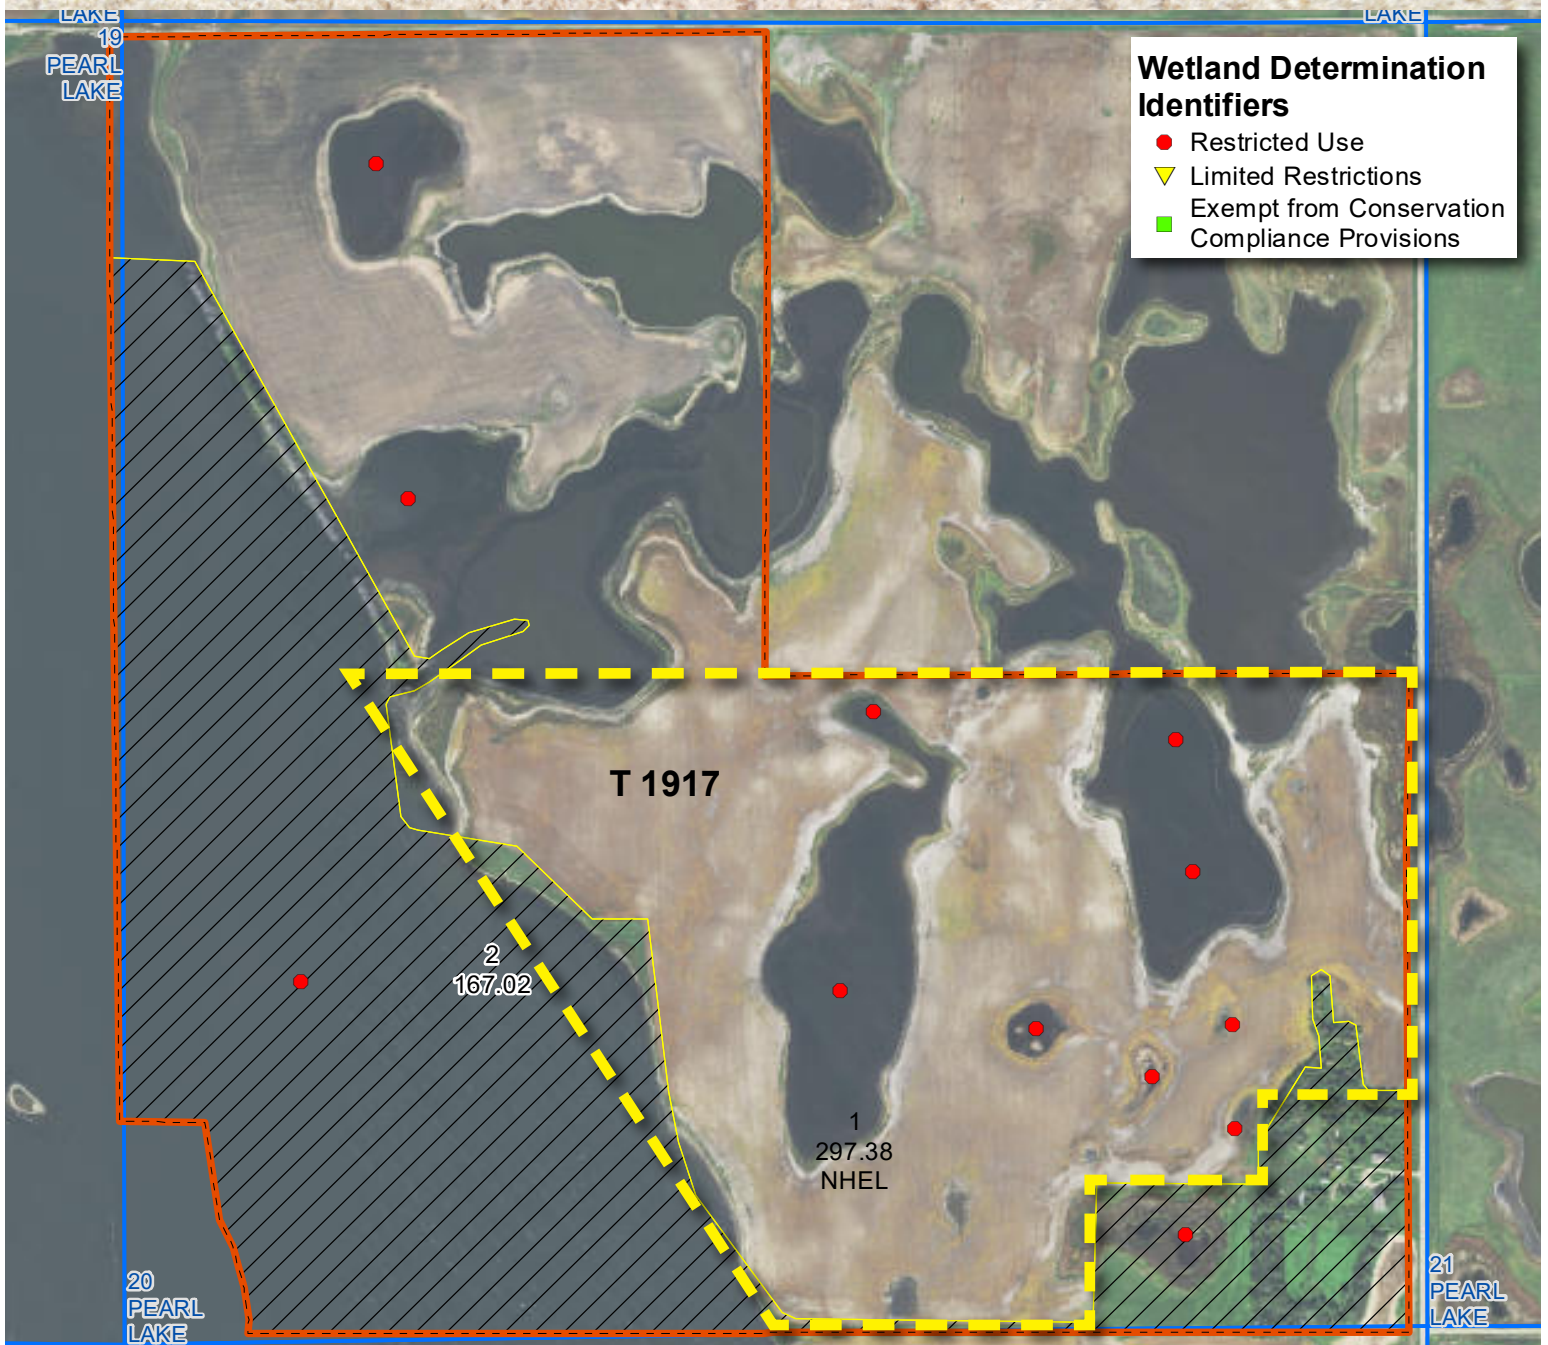 LAKE
19
PEARL
LAKE
LAKE
Wetland Determination
Identifiers
Restricted Use
Limited Restrictions
Exempt from Conservation
Compliance Provisions
T 1917
2
167.02
1
297.38
NHEL
20
PEARL
LAKE
21
PEARL
LAKE